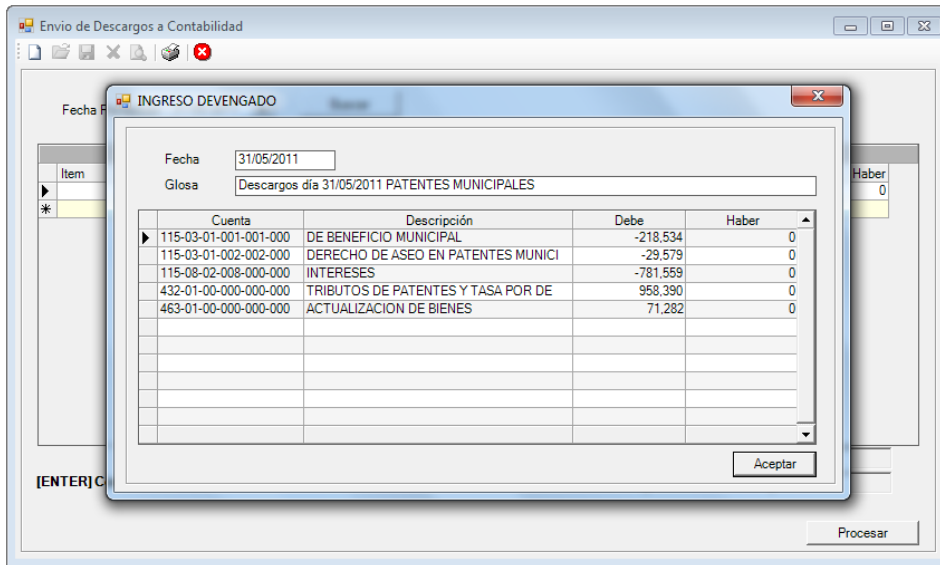 Envio de Descargos a Contabilidad
INGRESO DEVENGADO
Fecha
Buscar
Fecha 31/05/2011
Glosa Descargos día 31/05/2011 PATENTES MUNICIPALES
Item Haber
0
Cuenta Descripción Debe Haber
115-03-01-001-001-000 DE BENEFICIO MUNICIPAL -218,534 0
115-03-01-002-002-000 DERECHO DE ASEO EN PATENTES MUNICI -29,579 0
115-08-02-008-000-000 INTERESES -781,559 0
432-01-00-000-000-000 TRIBUTOS DE PATENTES Y TASA POR DE 958,390 0
463-01-00-000-000-000 ACTUALIZACION DE BIENES 71,282 0
Aceptar
[ENTER]
Procesar